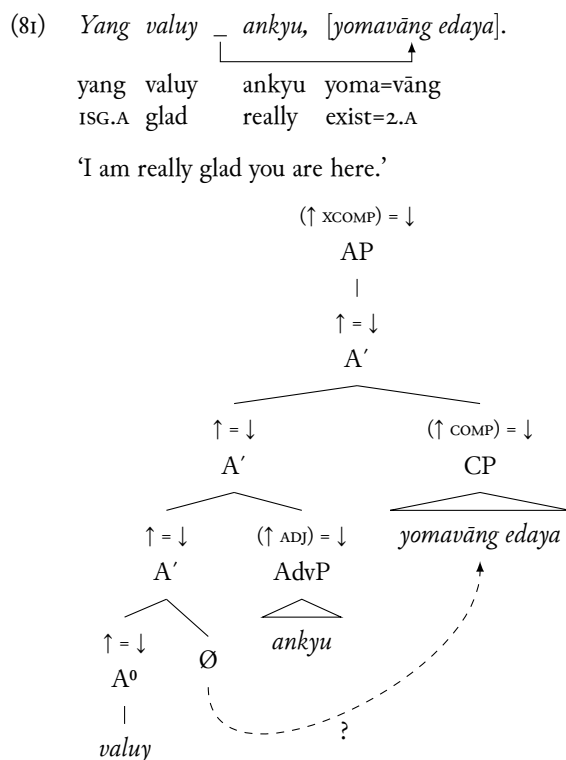 (81) Yang valuy _ ankyu, [yomavāng edaya].
yang valuy ankyu yoma=vāng
1SG.A glad really exist=2.A
‘I am really glad you are here.’
(↑ XCOMP) = ↓
AP
↑ = ↓
A′
↑ = ↓ (↑ COMP) = ↓
A′ CP
↑ = ↓ (↑ ADJ) = ↓ yomavāng edaya
A′ AdvP
↑ = ↓ Ø ankyu
A⁰
?
valuy